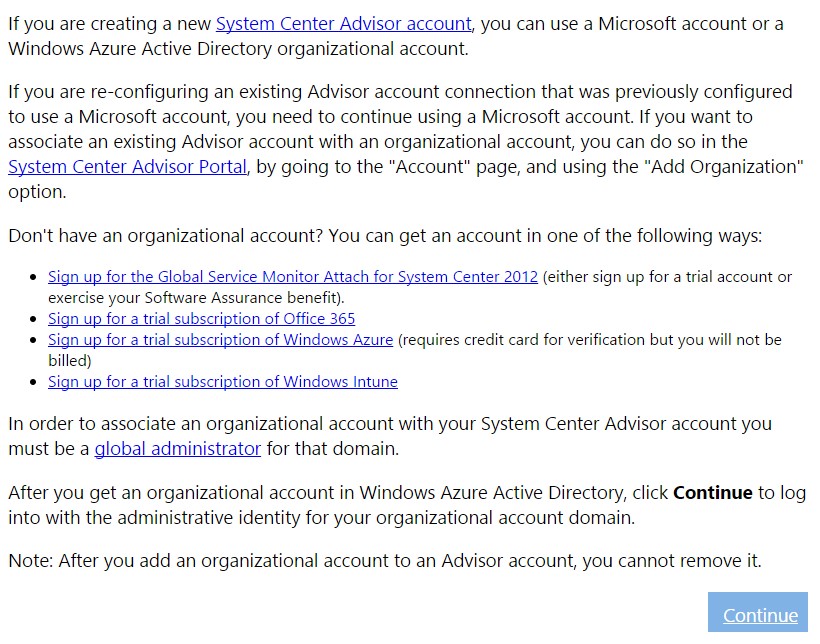 If you are creating a new System Center Advisor account, you can use a Microsoft account or a
Windows Azure Active Directory organizational account.
If you are re-configuring an existing Advisor account connection that was previously configured
to use a Microsoft account, you need to continue using a Microsoft account. If you want to
associate an existing Advisor account with an organizational account, you can do so in the
System Center Advisor Portal, by going to the "Account" page, and using the "Add Organization"
option.
Don't have an organizational account? You can get an account in one of the following ways:
• Sign up for the Global Service Monitor Attach for System Center 2012 (either sign up for a trial account or
exercise your Software Assurance benefit).
• Sign up for a trial subscription of Office 365
• Sign up for a trial subscription of Windows Azure (requires credit card for verification but you will not be
billed)
• Sign up for a trial subscription of Windows Intune
In order to associate an organizational account with your System Center Advisor account you
must be a global administrator for that domain.
After you get an organizational account in Windows Azure Active Directory, click Continue to log
into with the administrative identity for your organizational account domain.
Note: After you add an organizational account to an Advisor account, you cannot remove it.
Continue